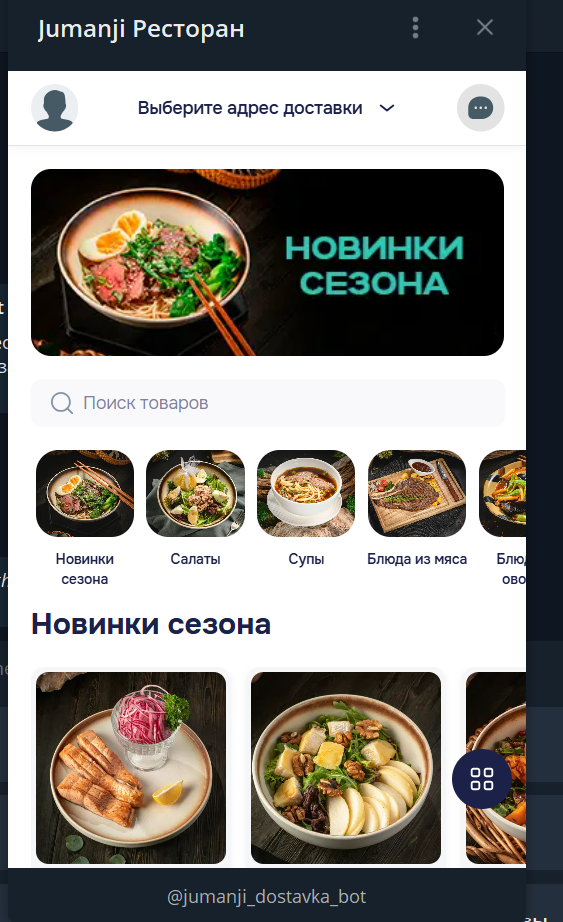 Jumanji Ресторан
Выберите адрес доставки
НОВИНКИ
СЕЗОНА
Поиск товаров
Новинки
сезона
Салаты
Супы
Блюда из мяса
Новинки сезона
@jumanji_dostavka_bot